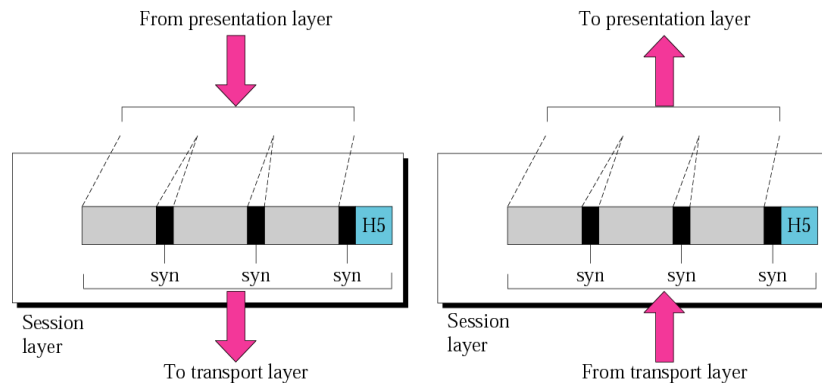 From presentation layer
To presentation layer
H5
H5
syn syn syn
syn syn syn
Session
layer
Session
layer
To transport layer
From transport layer